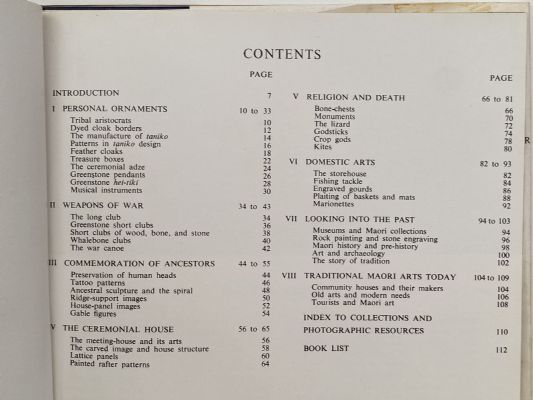 CONTENTS
PAGE
INTRODUCTION 7
I PERSONAL ORNAMENTS 10 to 33
Tribal aristocrats 10
Dyed cloak borders 12
The manufacture of taniko 14
Patterns in taniko design 16
Feather cloaks 18
Treasure boxes 22
The ceremonial adze 24
Greenstone pendants 26
Greenstone hei-tiki 28
Musical instruments 30
II WEAPONS OF WAR 34 to 43
The long club 34
Greenstone short clubs 36
Short clubs of wood, bone, and stone 38
Whalebone clubs 40
The war canoe 42
III COMMEMORATION OF ANCESTORS 44 to 55
Preservation of human heads 44
Tattoo patterns 46
Ancestral sculpture and the spiral 48
Ridge-support images 50
House-panel images 52
Gable figures 54
V THE CEREMONIAL HOUSE 56 to 65
The meeting-house and its arts 56
The carved image and house structure 58
Lattice panels 60
Painted rafter patterns 64
PAGE
V RELIGION AND DEATH 66 to 81
Bone-chests 66
Monuments 70
The lizard 72
Godsticks 74
Crop gods 78
Kites 80
VI DOMESTIC ARTS 82 to 93
The storehouse 82
Fishing tackle 84
Engraved gourds 86
Plaiting of baskets and mats 88
Marionettes 92
VII LOOKING INTO THE PAST 94 to 103
Museums and Maori collections 94
Rock painting and stone engraving 96
Maori history and pre-history 98
Art and archaeology 100
The story of tradition 102
VIII TRADITIONAL MAORI ARTS TODAY 104 to 109
Community houses and their makers 104
Old arts and modern needs 106
Tourists and Maori art 108
INDEX TO COLLECTIONS AND
PHOTOGRAPHIC RESOURCES 110
BOOK LIST 112
R